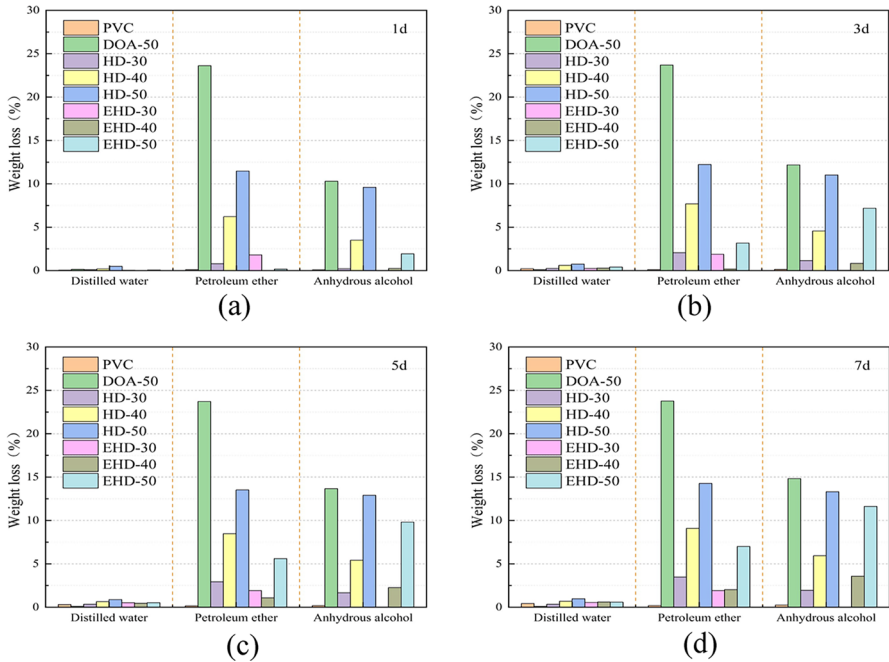 1d
30
25
20
15
10
5
0
Weight loss (%)
PVC
DOA-50
HD-30
HD-40
HD-50
EHD-30
EHD-40
EHD-50
Distilled water Petroleum ether Anhydrous alcohol
(a)
3d
30
25
20
15
10
5
0
Weight loss (%)
PVC
DOA-50
HD-30
HD-40
HD-50
EHD-30
EHD-40
EHD-50
Distilled water Petroleum ether Anhydrous alcohol
(b)
5d
30
25
20
15
10
5
0
Weight loss (%)
PVC
DOA-50
HD-30
HD-40
HD-50
EHD-30
EHD-40
EHD-50
Distilled water Petroleum ether Anhydrous alcohol
(c)
7d
30
25
20
15
10
5
0
Weight loss (%)
PVC
DOA-50
HD-30
HD-40
HD-50
EHD-30
EHD-40
EHD-50
Distilled water Petroleum ether Anhydrous alcohol
(d)